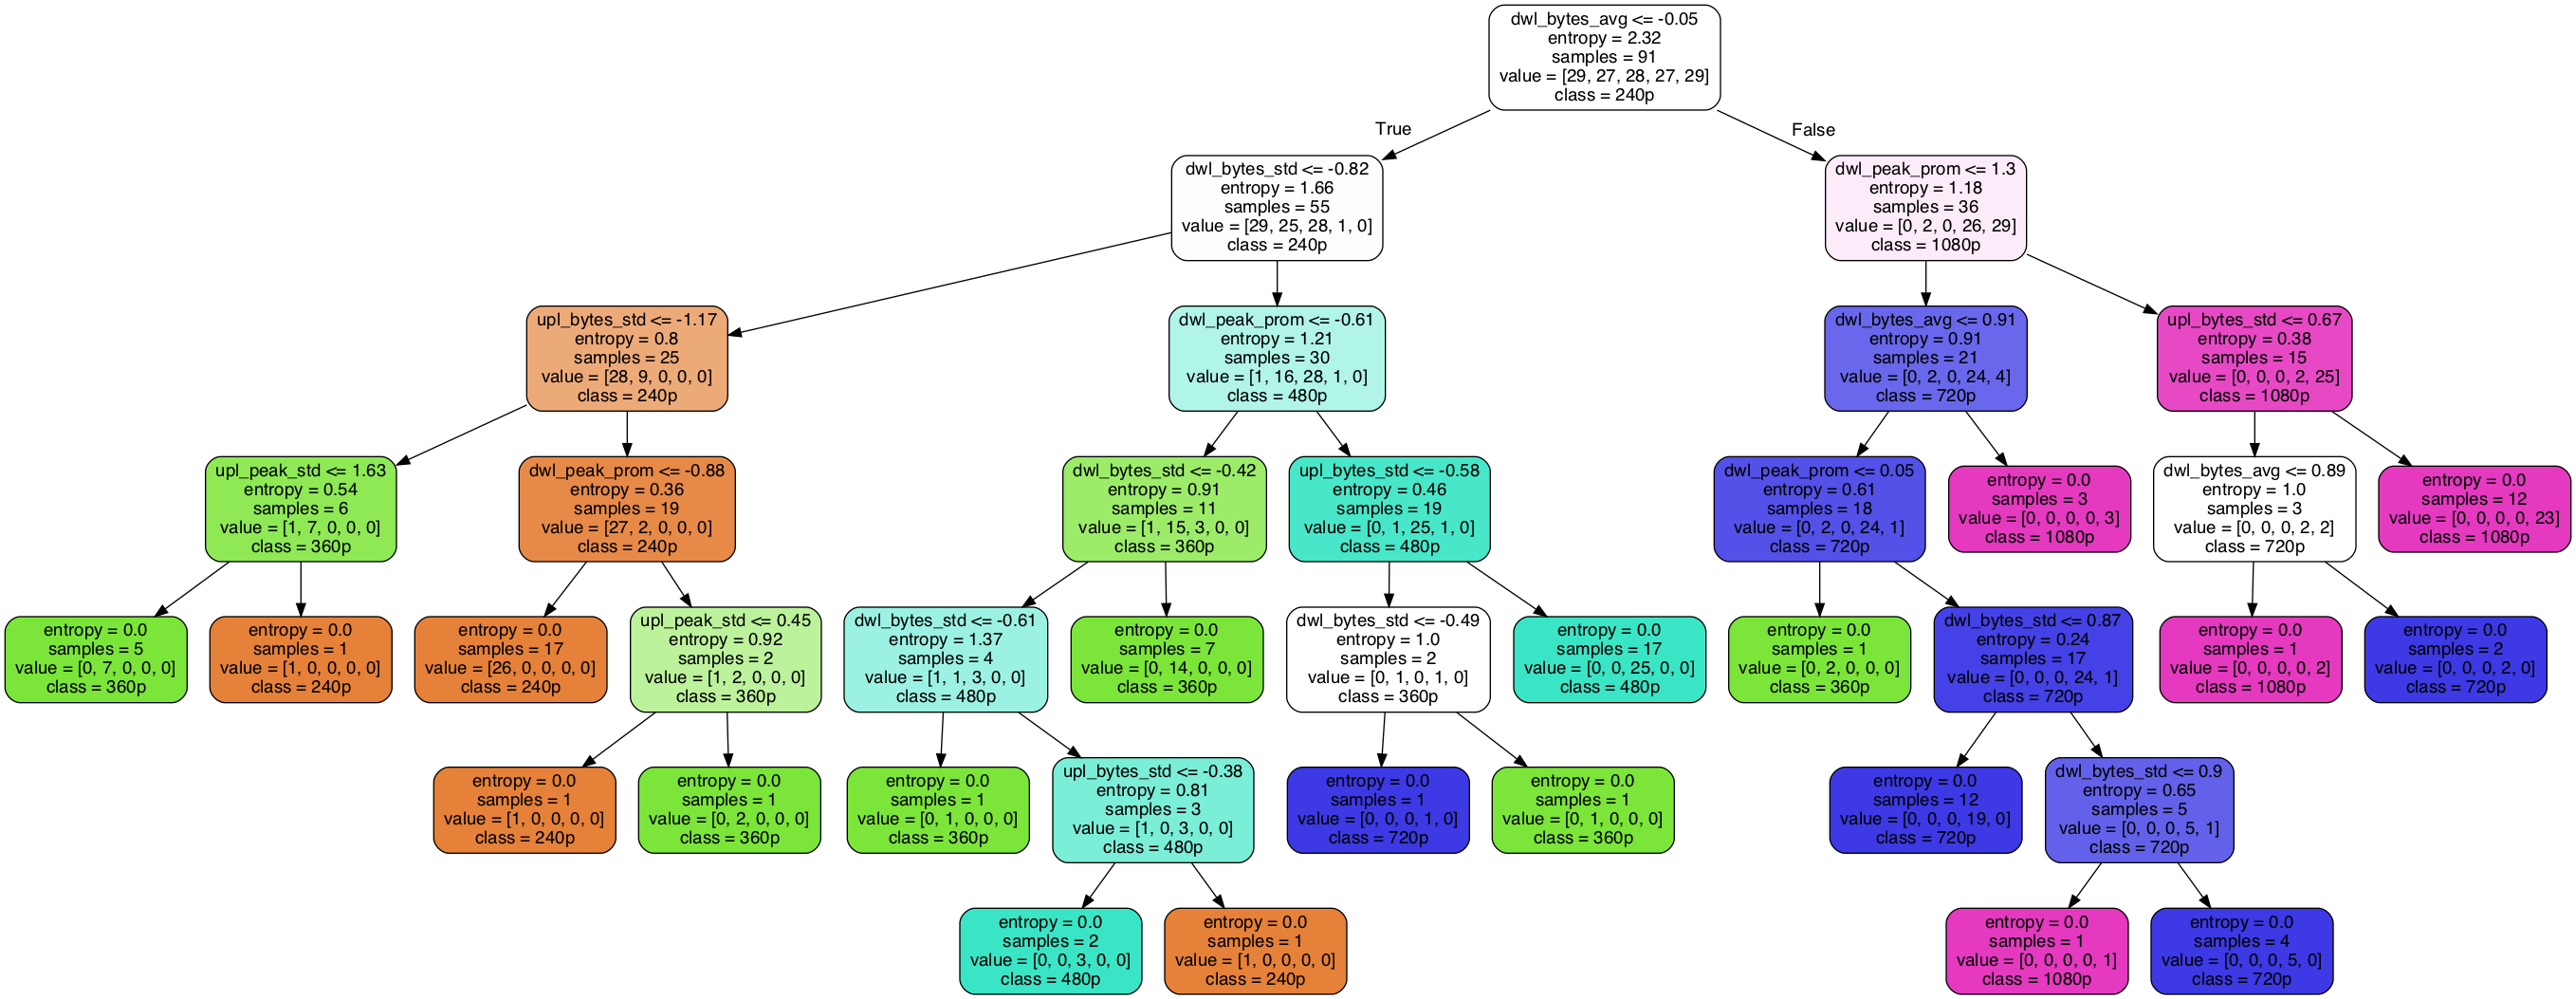 dwl_bytes_avg <= -0.05
entropy = 2.32
samples = 91
value = [29, 27, 28, 27, 29]
class = 240p
True
False
dwl_bytes_std <= -0.82
entropy = 1.66
samples = 55
value = [29, 25, 28, 1, 0]
class = 240p
dwl_peak_prom <= 1.3
entropy = 1.18
samples = 36
value = [0, 2, 0, 26, 29]
class = 1080p
upl_bytes_std <= -1.17
entropy = 0.8
samples = 25
value = [28, 9, 0, 0, 0]
class = 240p
dwl_peak_prom <= -0.61
entropy = 1.21
samples = 30
value = [1, 16, 28, 1, 0]
class = 480p
dwl_bytes_avg <= 0.91
entropy = 0.91
samples = 21
value = [0, 2, 0, 24, 4]
class = 720p
upl_bytes_std <= 0.67
entropy = 0.38
samples = 15
value = [0, 0, 0, 2, 25]
class = 1080p
upl_peak_std <= 1.63
entropy = 0.54
samples = 6
value = [1, 7, 0, 0, 0]
class = 360p
dwl_peak_prom <= -0.88
entropy = 0.36
samples = 19
value = [27, 2, 0, 0, 0]
class = 240p
dwl_bytes_std <= -0.42
entropy = 0.91
samples = 11
value = [1, 15, 3, 0, 0]
class = 360p
upl_bytes_std <= -0.58
entropy = 0.46
samples = 19
value = [0, 1, 25, 1, 0]
class = 480p
dwl_peak_prom <= 0.05
entropy = 0.61
samples = 18
value = [0, 2, 0, 24, 1]
class = 720p
entropy = 0.0
samples = 3
value = [0, 0, 0, 0, 3]
class = 1080p
dwl_bytes_avg <= 0.89
entropy = 1.0
samples = 3
value = [0, 0, 0, 2, 2]
class = 720p
entropy = 0.0
samples = 12
value = [0, 0, 0, 0, 23]
class = 1080p
entropy = 0.0
samples = 5
value = [0, 7, 0, 0, 0]
class = 360p
entropy = 0.0
samples = 1
value = [1, 0, 0, 0, 0]
class = 240p
entropy = 0.0
samples = 17
value = [26, 0, 0, 0, 0]
class = 240p
upl_peak_std <= 0.45
entropy = 0.92
samples = 2
value = [1, 2, 0, 0, 0]
class = 360p
dwl_bytes_std <= -0.61
entropy = 1.37
samples = 4
value = [1, 1, 3, 0, 0]
class = 480p
entropy = 0.0
samples = 7
value = [0, 14, 0, 0, 0]
class = 360p
dwl_bytes_std <= -0.49
entropy = 1.0
samples = 2
value = [0, 1, 0, 1, 0]
class = 360p
entropy = 0.0
samples = 17
value = [0, 0, 25, 0, 0]
class = 480p
entropy = 0.0
samples = 1
value = [0, 2, 0, 0, 0]
class = 360p
dwl_bytes_std <= 0.87
entropy = 0.24
samples = 17
value = [0, 0, 0, 24, 1]
class = 720p
entropy = 0.0
samples = 1
value = [0, 0, 0, 0, 2]
class = 1080p
entropy = 0.0
samples = 2
value = [0, 0, 0, 2, 0]
class = 720p
entropy = 0.0
samples = 1
value = [1, 0, 0, 0, 0]
class = 240p
entropy = 0.0
samples = 1
value = [0, 2, 0, 0, 0]
class = 360p
entropy = 0.0
samples = 1
value = [0, 1, 0, 0, 0]
class = 360p
upl_bytes_std <= -0.38
entropy = 0.81
samples = 3
value = [1, 0, 3, 0, 0]
class = 480p
entropy = 0.0
samples = 1
value = [0, 0, 0, 1, 0]
class = 720p
entropy = 0.0
samples = 1
value = [0, 1, 0, 0, 0]
class = 360p
entropy = 0.0
samples = 12
value = [0, 0, 0, 19, 0]
class = 720p
dwl_bytes_std <= 0.9
entropy = 0.65
samples = 5
value = [0, 0, 0, 5, 1]
class = 720p
entropy = 0.0
samples = 2
value = [0, 0, 3, 0, 0]
class = 480p
entropy = 0.0
samples = 1
value = [1, 0, 0, 0, 0]
class = 240p
entropy = 0.0
samples = 1
value = [0, 0, 0, 0, 1]
class = 1080p
entropy = 0.0
samples = 4
value = [0, 0, 0, 5, 0]
class = 720p